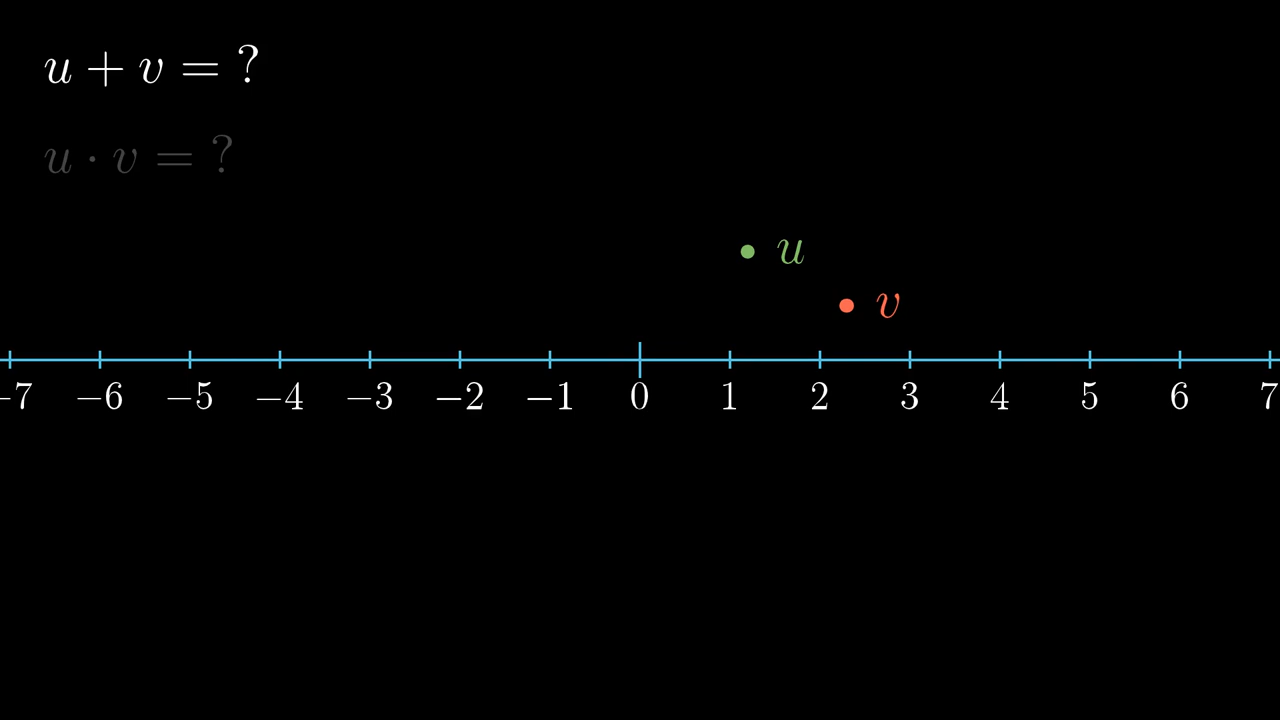 u + v = ?
u · v = ?
u
v
−7 −6 −5 −4 −3 −2 −1 0 1 2 3 4 5 6 7